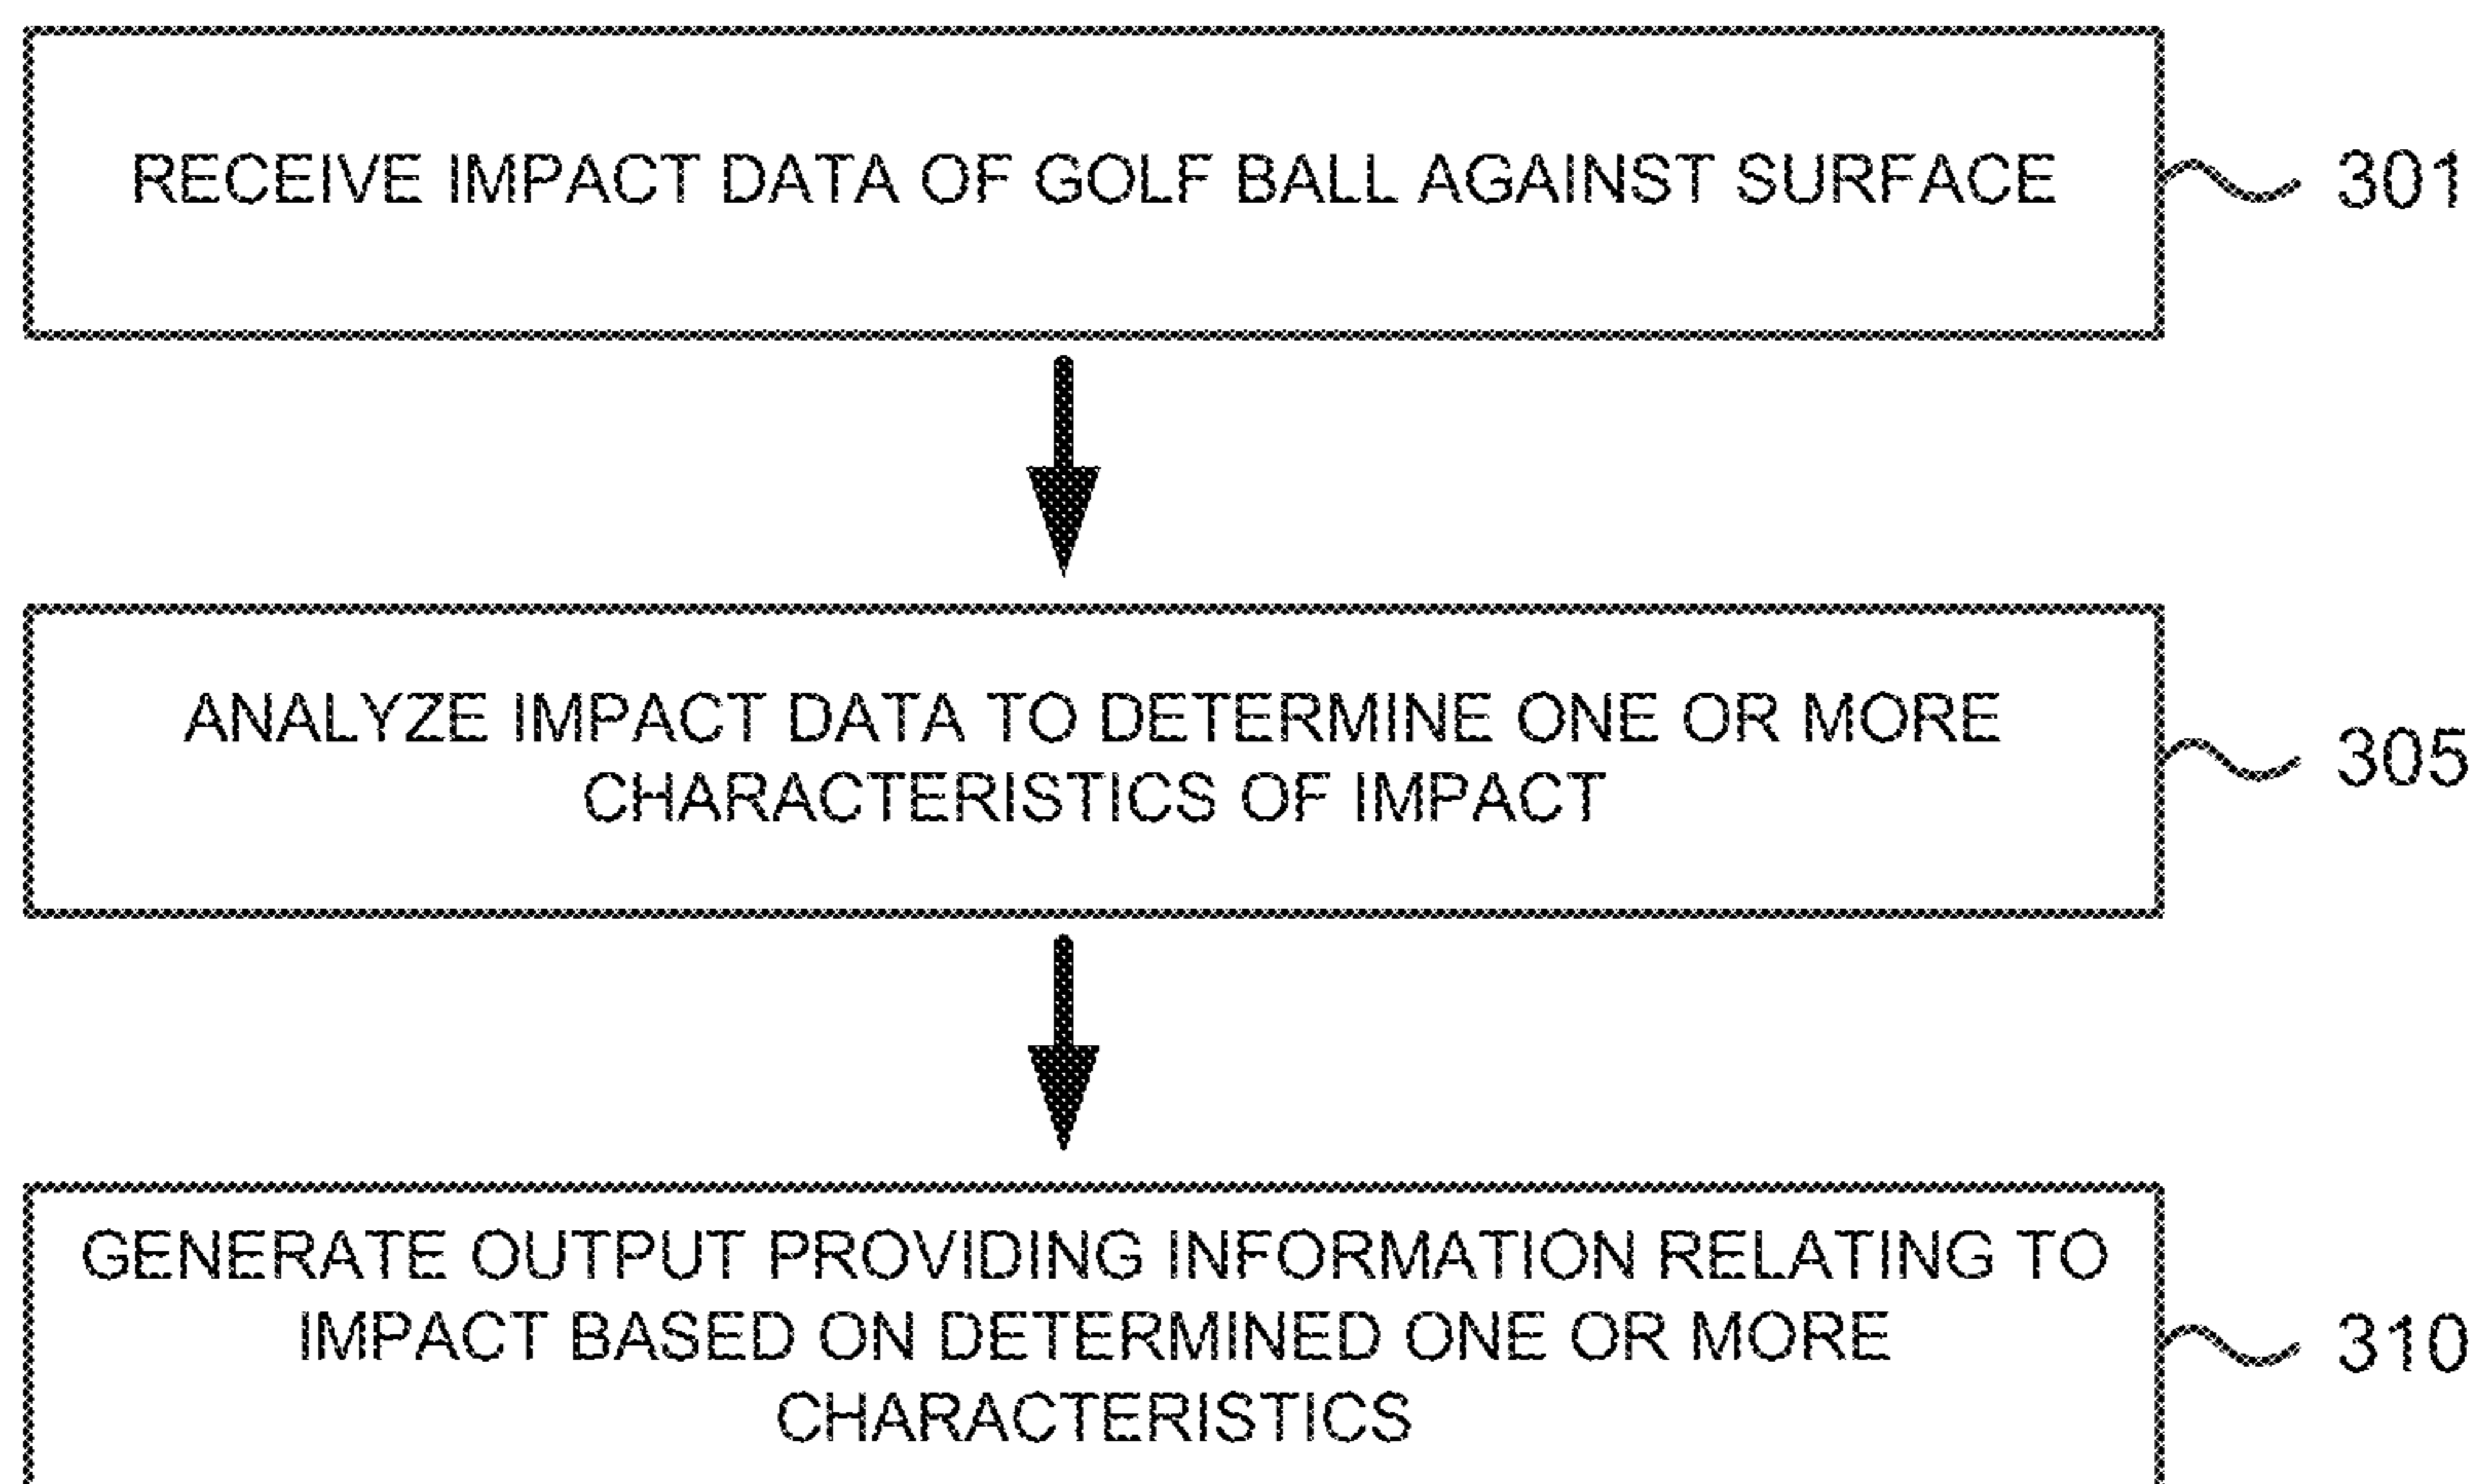 RECEIVE IMPACT DATA OF GOLF BALL AGAINST SURFACE
301
ANALYZE IMPACT DATA TO DETERMINE ONE OR MORE
CHARACTERISTICS OF IMPACT
305
GENERATE OUTPUT PROVIDING INFORMATION RELATING TO
IMPACT BASED ON DETERMINED ONE OR MORE
CHARACTERISTICS
310